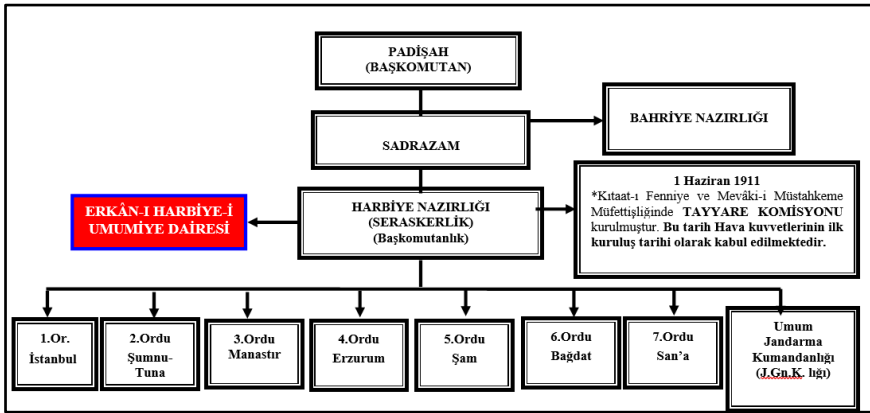 PADİŞAH
(BAŞKOMUTAN)
SADRAZAM
BAHRİYE NAZIRLIĞI
ERKÂN-I HARBİYE-İ
UMUMİYE DAİRESİ
HARBİYE NAZIRLIĞI
(SERASKERLİK)
(Başkomutanlık)
1 Haziran 1911
*Kıtaat-ı Fenniye ve Mevâki-i Müstahkeme
Müfettişliğinde TAYYARE KOMİSYONU
kurulmuştur. Bu tarih Hava kuvvetlerinin ilk
kuruluş tarihi olarak kabul edilmektedir.
1.Or.
İstanbul
2.Ordu
Şumnu-
Tuna
3.Ordu
Manastır
4.Ordu
Erzurum
5.Ordu
Şam
6.Ordu
Bağdat
7.Ordu
San’a
Umum
Jandarma
Kumandanlığı
(J.Gn.K. lığı)